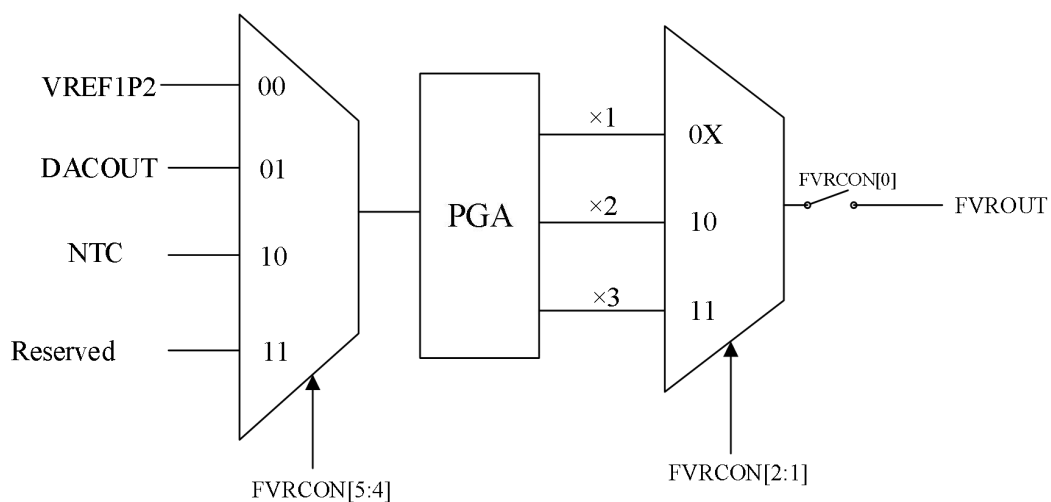 VREF1P2
00
DACOUT
01
NTC
10
Reserved
11
FVRCON[5:4]
PGA
×1
×2
×3
0X
10
11
FVRCON[2:1]
FVRCON[0]
FVROUT